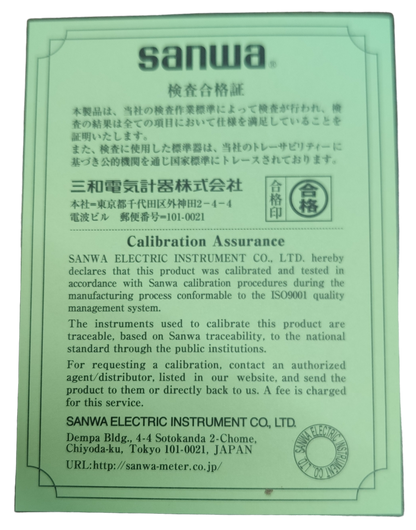 sanwa®
検査合格証
本製品は、当社の検査作業標準によって検査が行われ、検
査の結果は全ての項目において仕様を満足していることを
証明いたします。
また、検査に使用した標準器は、当社のトレーサビリティーに
基づき公的機関を通じ国家標準にトレースされております。
三和電気計器株式会社
本社=東京都千代田区外神田2-4-4
電波ビル 郵便番号=101-0021
合格印
合格
Calibration Assurance
SANWA ELECTRIC INSTRUMENT CO., LTD. hereby
declares that this product was calibrated and tested in
accordance with Sanwa calibration procedures during the
manufacturing process conformable to the ISO9001 quality
management system.
The instruments used to calibrate this product are
traceable, based on Sanwa traceability, to the national
standard through the public institutions.
For requesting a calibration, contact an authorized
agent/distributor, listed in our website, and send the
product to them or directly back to us. A fee is charged
for this service.
SANWA ELECTRIC INSTRUMENT CO., LTD.
Dempa Bldg., 4-4 Sotokanda 2-Chome,
Chiyoda-ku, Tokyo 101-0021, JAPAN
URL:http://sanwa-meter.co.jp/
SANWA ELECTRIC INSTRUMENT CO. LTD.